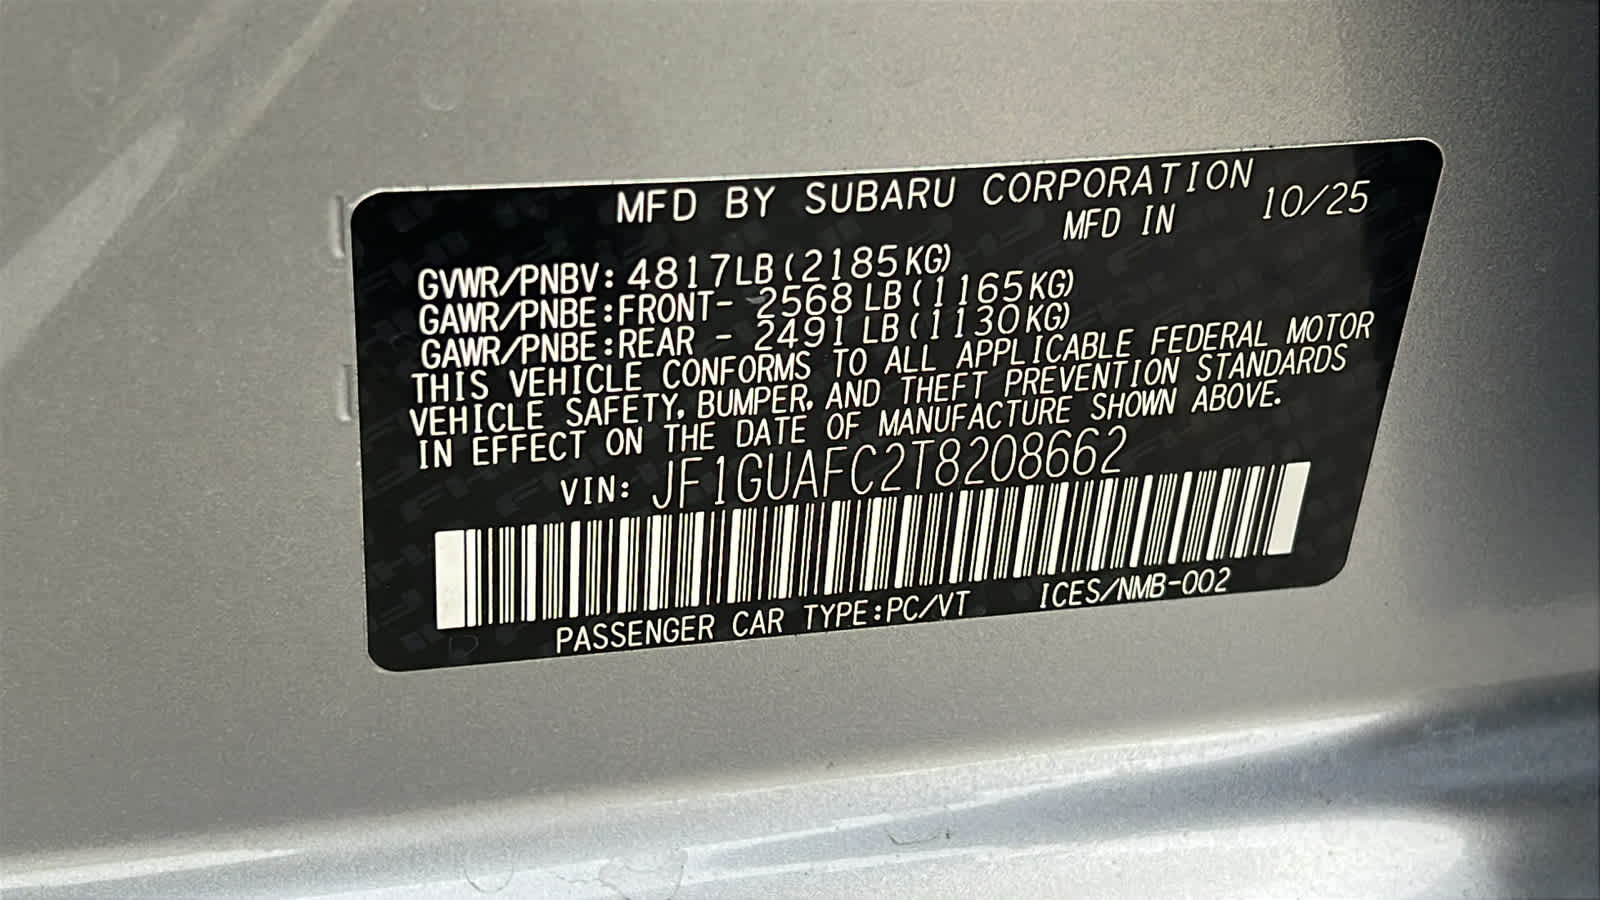 MFD BY SUBARU CORPORATION
MFD IN 10/25
GVWR/PNBV: 4817LB(2185KG)
GAWR/PNBE:FRONT- 2568 LB(1165KG)
GAWR/PNBE:REAR - 2491 LB(1130KG)
THIS VEHICLE CONFORMS TO ALL APPLICABLE FEDERAL MOTOR
VEHICLE SAFETY, BUMPER, AND THEFT PREVENTION STANDARDS
IN EFFECT ON THE DATE OF MANUFACTURE SHOWN ABOVE.
VIN: JF1GUAFC2T8208662
PASSENGER CAR TYPE:PC/VT ICES/NMB-002